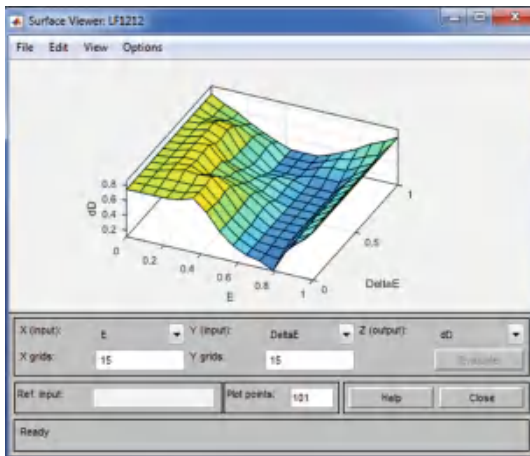 Surface Viewer: LF1212
File Edit View Options
0.8
0.6
0.4
0.2
dD
0
0.2
0.4
0.6
0.8
1
E
0
0.5
1
DeltaE
X (input): E Y (input): DeltaE Z (output): dD
X grids: 15 Y grids: 15 Evaluate
Ref. input: Plot points: 101 Help Close
Ready